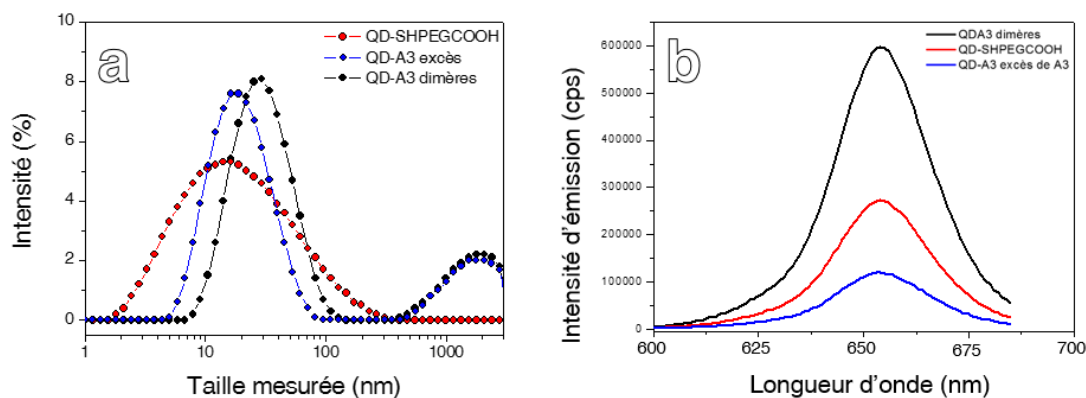 a
QD-SHPEGCOOH
QD-A3 excès
QD-A3 dimères
Intensité (%)
10
8
6
4
2
0
1
10
100
1000
Taille mesurée (nm)
b
QDA3 dimères
QD-SHPEGCOOH
QD-A3 excès de A3
Intensité d'émission (cps)
600000
500000
400000
300000
200000
100000
0
600
625
650
675
700
Longueur d'onde (nm)